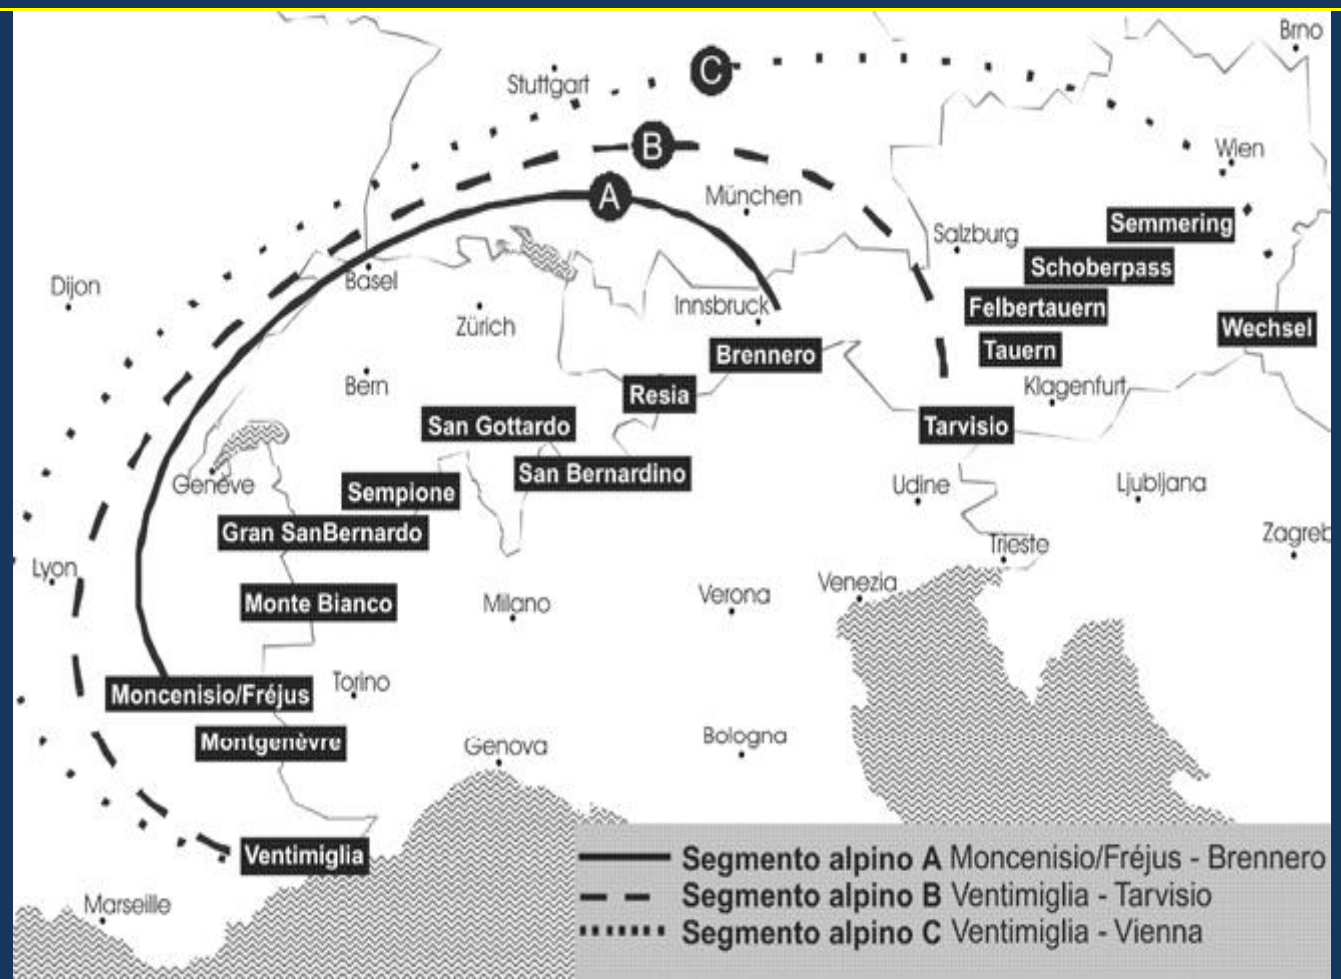 Brno
Stuttgart
C
B
Wien
A
München
Semmering
Salzburg
Schoberpass
Basel
Dijon
Innsbruck
Felbertauern
Zürich
Wechsel
Brennero
Tauern
Bern
Resia
Klagenfurt
San Gottardo
Tarvisio
San Bernardino
Genève
Sempione
Udine
Ljubljana
Gran SanBernardo
Zagreb
Trieste
Lyon
Monte Bianco
Milano
Verona
Venezia
Moncenisio/Fréjus
Torino
Montgenèvre
Genova
Bologna
Ventimiglia
Marseille
Segmento alpino A Moncenisio/Fréjus - Brennero
Segmento alpino B Ventimiglia - Tarvisio
Segmento alpino C Ventimiglia - Vienna